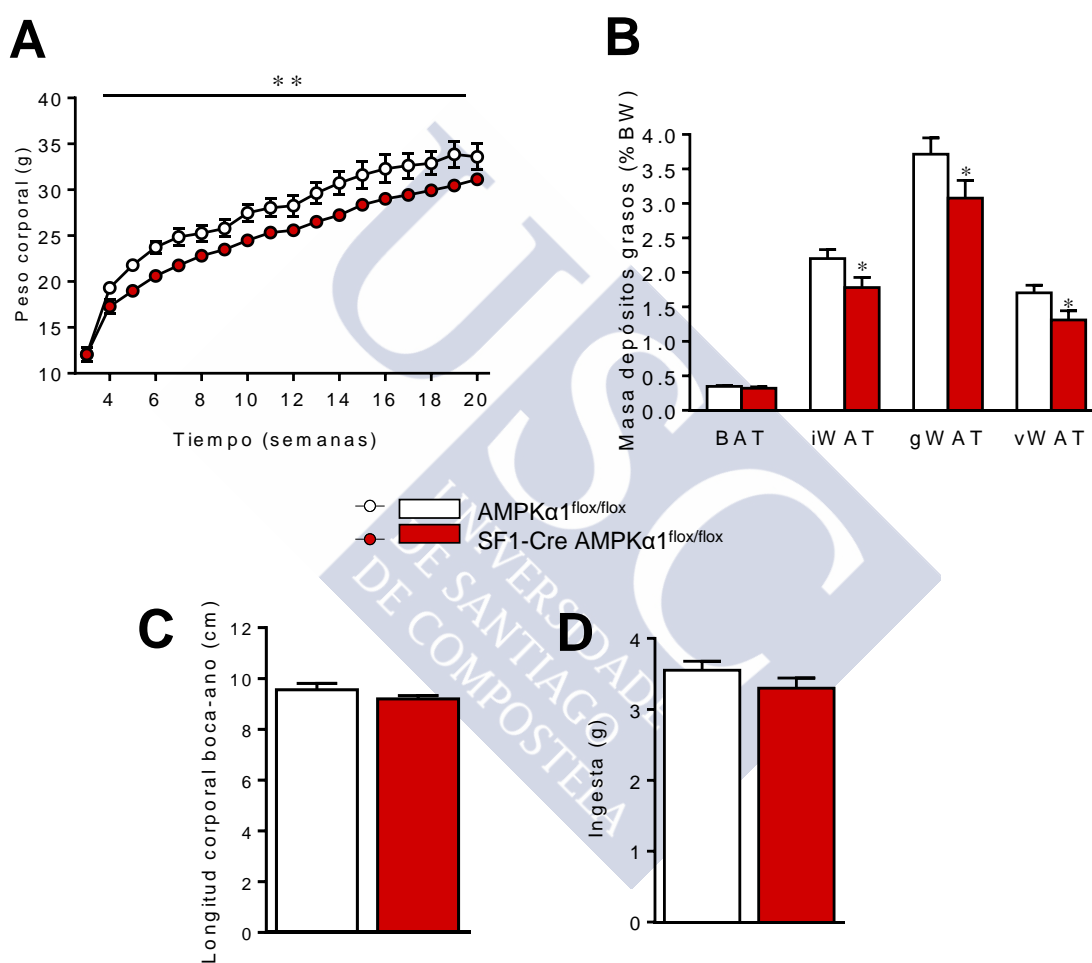 A
* *
40
35
30
25
20
15
10
Peso corporal (g)
4 6 8 10 12 14 16 18 20
Tiempo (semanas)
B
4.0
3.5
3.0
2.5
2.0
1.5
1.0
0.5
0.0
Masa depósitos grasos (%BW)
* * *
BAT iWAT gWAT vWAT
AMPKα1flox/flox
SF1-Cre AMPKα1flox/flox
C
12
10
8
6
4
2
0
Longitud corporal boca-ano (cm)
D
4
3
2
1
0
Ingesta (g)
USC
UNIVERSIDADE
DE SANTIAGO
DE COMPOSTELA